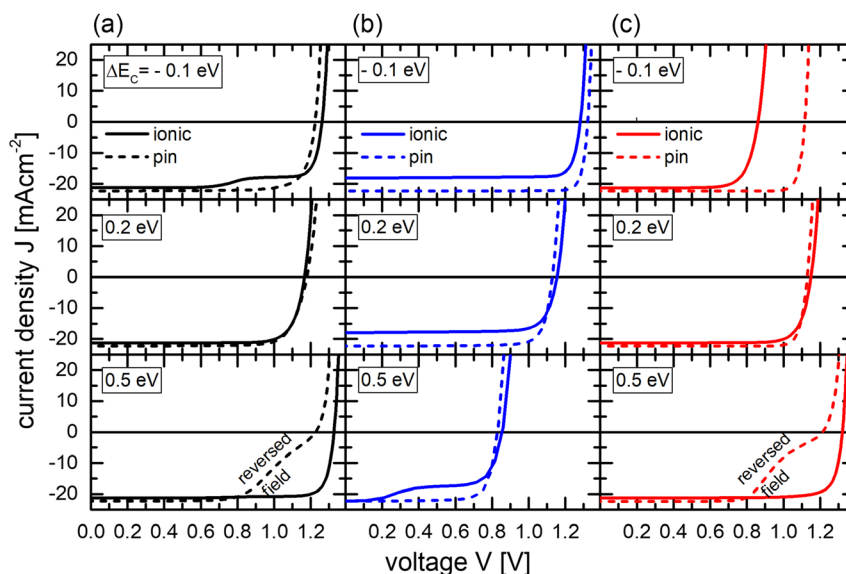 (a) (b) (c)
ΔE_C = - 0.1 eV
- 0.1 eV
- 0.1 eV
20
10
0
-10
-20
ionic
pin
ionic
pin
ionic
pin
0.2 eV
0.2 eV
0.2 eV
20
10
0
-10
-20
0.5 eV
0.5 eV
0.5 eV
20
10
0
-10
-20
reversed
field
reversed
field
current density J [mAcm⁻²]
0.0 0.2 0.4 0.6 0.8 1.0 1.2
0.2 0.4 0.6 0.8 1.0 1.2
0.2 0.4 0.6 0.8 1.0 1.2
voltage V [V]